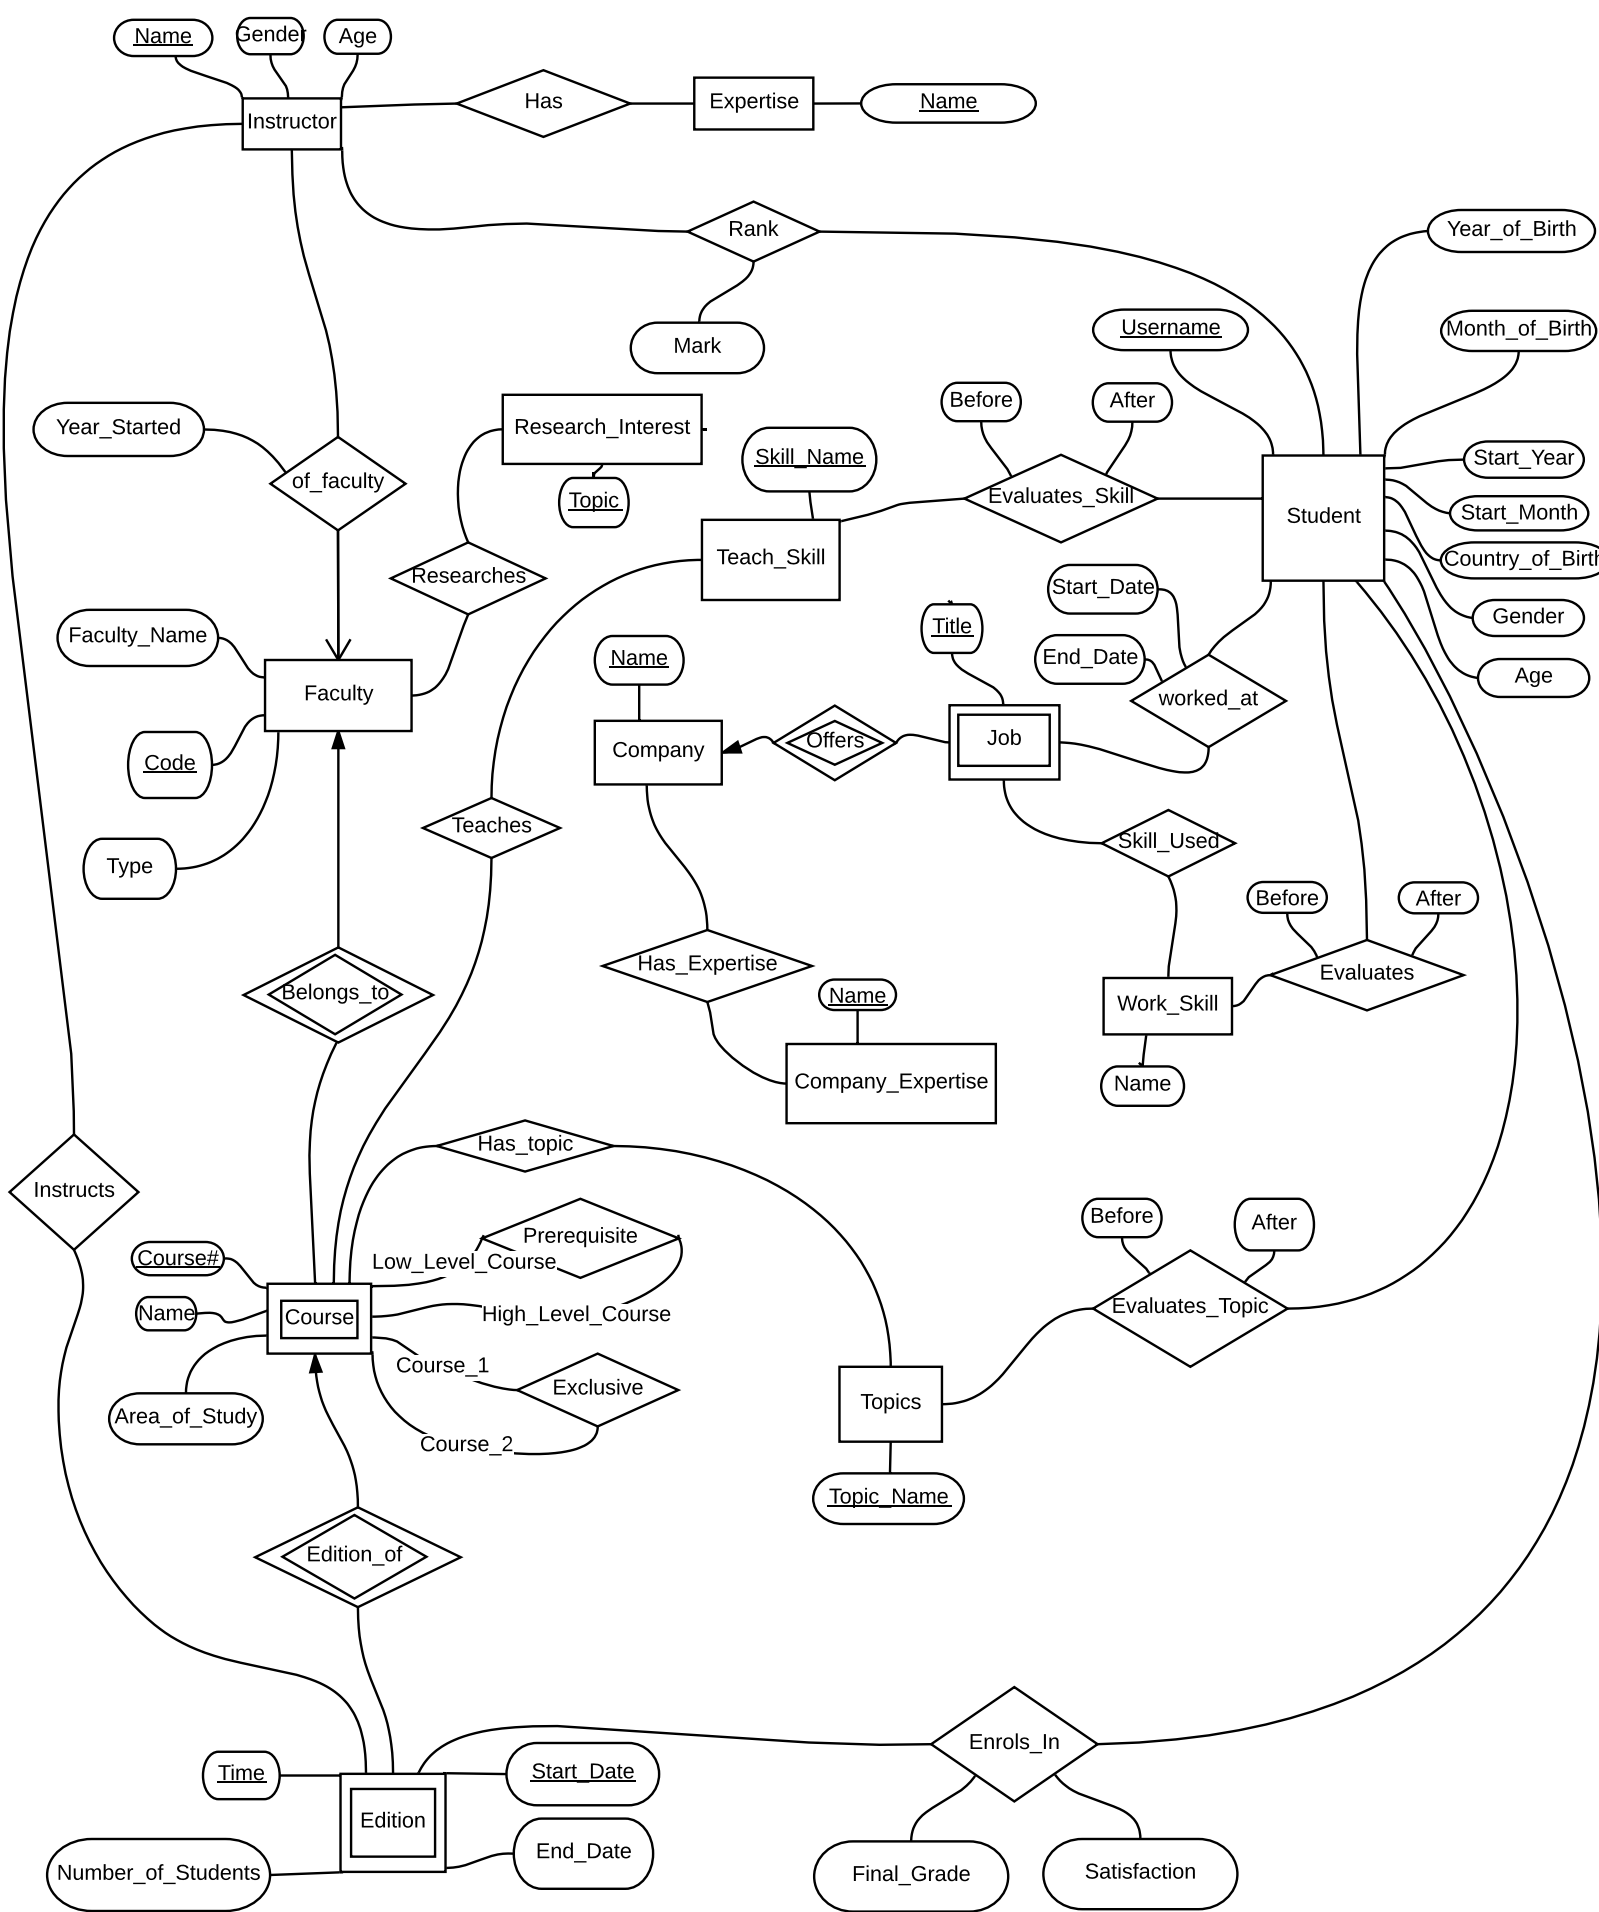 Name
Gender
Age
Instructor
Has
Expertise
Name
Rank
Year_of_Birth
Mark
Username
Month_of_Birth
Year_Started
Research_Interest
Before
After
Skill_Name
Start_Year
of_faculty
Topic
Evaluates_Skill
Student
Start_Month
Researches
Teach_Skill
Country_of_Birth
Start_Date
Gender
Faculty_Name
Title
Name
End_Date
Age
Faculty
worked_at
Company
Offers
Job
Code
Type
Teaches
Skill_Used
Before
After
Belongs_to
Has_Expertise
Evaluates
Name
Work_Skill
Company_Expertise
Name
Has_topic
Instructs
Prerequisite
Before
After
Course#
Low_Level_Course
Name
Course
High_Level_Course
Evaluates_Topic
Course_1
Exclusive
Area_of_Study
Topics
Course_2
Topic_Name
Edition_of
Enrols_In
Time
Start_Date
Edition
End_Date
Number_of_Students
Final_Grade
Satisfaction